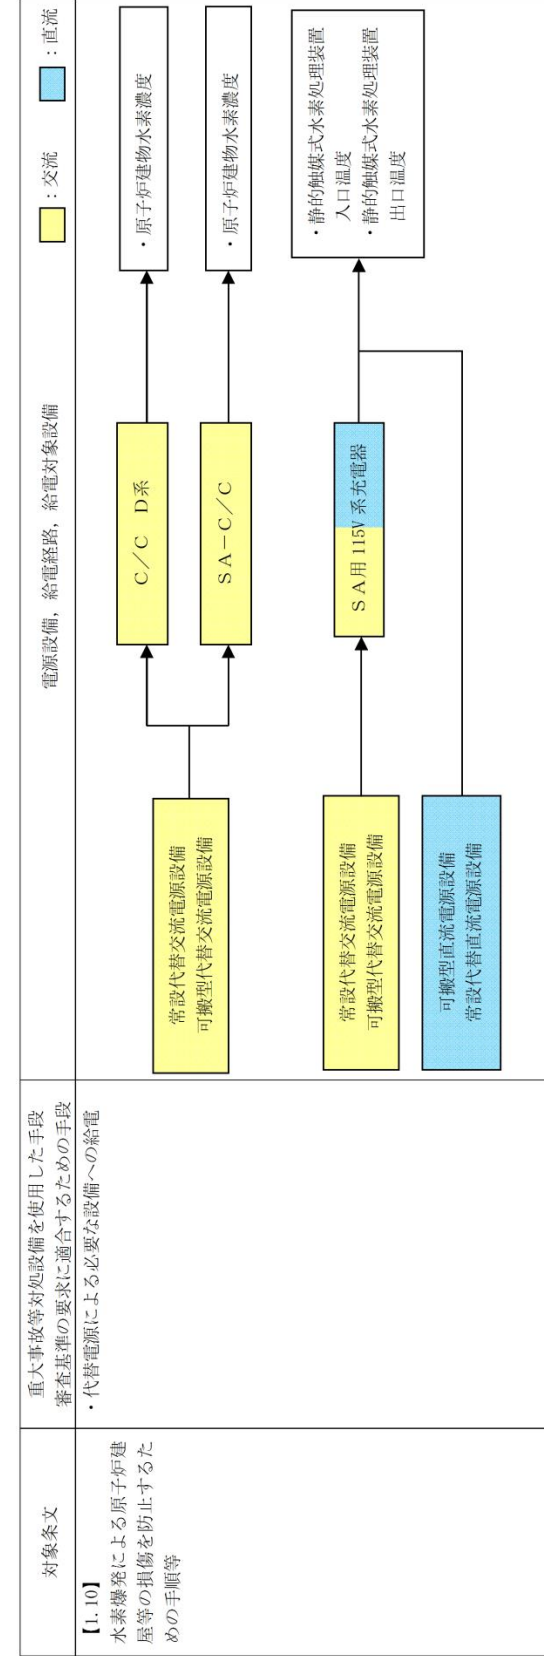 対象条文
重大事故等対処設備を使用した手段
審査基準の要求に適合するための手段
電源設備，給電経路，給電対象設備
：交流
：直流
【1.10】
水素爆発による原子炉建
屋等の損傷を防止するた
めの手順等
・代替電源による必要な設備への給電
常設代替交流電源設備
可搬型代替交流電源設備
C／C　D系
・原子炉建物水素濃度
SA－C／C
・原子炉建物水素濃度
常設代替交流電源設備
可搬型代替交流電源設備
SA用 115V 系充電器
・静的触媒式水素処理装置
入口温度
・静的触媒式水素処理装置
出口温度
可搬型直流電源設備
常設代替直流電源設備